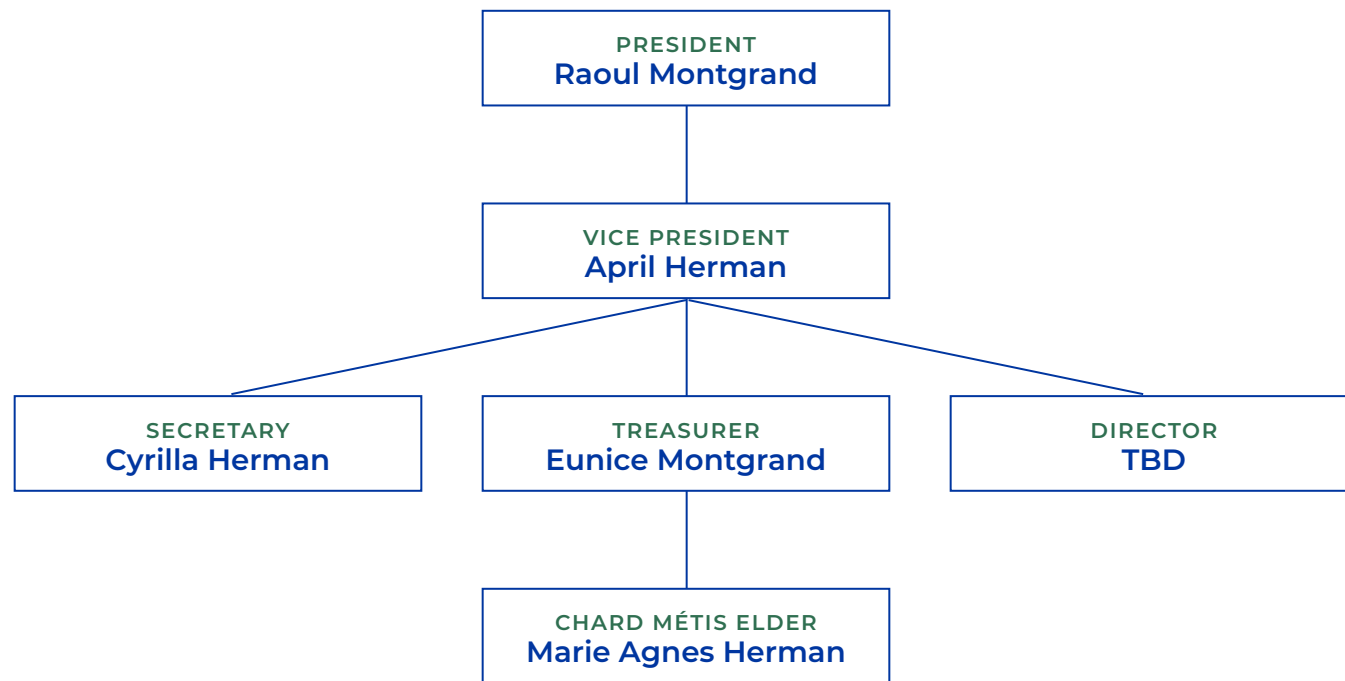 PRESIDENT
Raoul Montgrand
VICE PRESIDENT
April Herman
SECRETARY
Cyrilla Herman
TREASURER
Eunice Montgrand
DIRECTOR
TBD
CHARD MÉTIS ELDER
Marie Agnes Herman